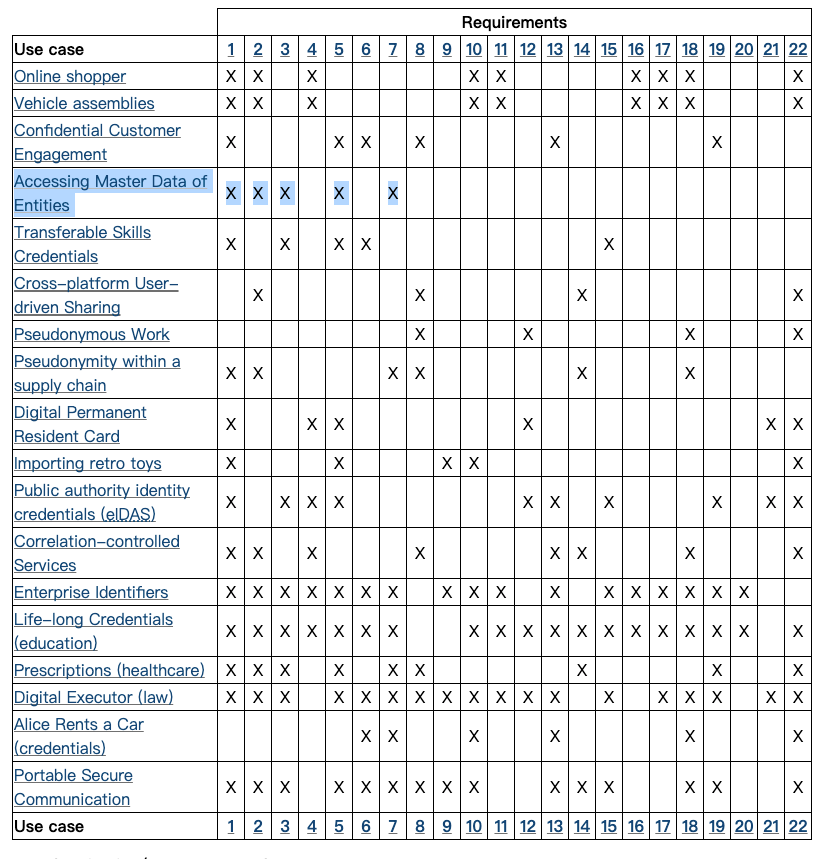 Requirements
Use case 1 2 3 4 5 6 7 8 9 10 11 12 13 14 15 16 17 18 19 20 21 22
Online shopper X X X X X X X X X
Vehicle assemblies X X X X X X X X X
Confidential Customer
Engagement X X X X X X
Accessing Master Data of
Entities X X X X X
Transferable Skills
Credentials X X X X X
Cross-platform User-
driven Sharing X X X X
Pseudonymous Work X X X X
Pseudonymity within a
supply chain X X X X X X
Digital Permanent
Resident Card X X X X X X
Importing retro toys X X X X X
Public authority identity
credentials (eIDAS) X X X X X X X X X X
Correlation-controlled
Services X X X X X X X X
Enterprise Identifiers X X X X X X X X X X X X X X X X X
Life-long Credentials
(education) X X X X X X X X X X X X X X X X X X X
Prescriptions (healthcare) X X X X X X X X X
Digital Executor (law) X X X X X X X X X X X X X X X X X X
Alice Rents a Car
(credentials) X X X X X X
Portable Secure
Communication X X X X X X X X X X X X X X X
Use case 1 2 3 4 5 6 7 8 9 10 11 12 13 14 15 16 17 18 19 20 21 22